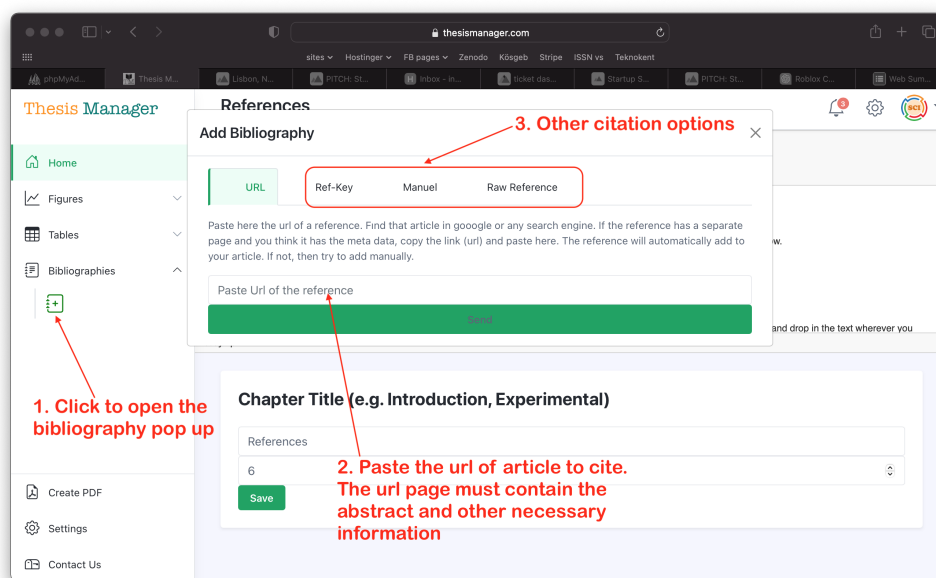 thesismanager.com
sites Hostinger FB pages Zenodo Kösgeb Stripe ISSN vs Teknokent
phpMyAd... Thesis M... Lisbon, N... PITCH: St... Inbox - in... ticket das... Startup S... PITCH: St... Roblox C... Web Sum...
Thesis Manager
References
3
SCI
Add Bibliography
3. Other citation options
Home
Figures
Tables
Bibliographies
URL
Ref-Key
Manuel
Raw Reference
Paste here the url of a reference. Find that article in gooogle or any search engine. If the reference has a separate
page and you think it has the meta data, copy the link (url) and paste here. The reference will automatically add to
your article. If not, then try to add manually.
Paste Url of the reference
Send
and drop in the text wherever you
1. Click to open the
bibliography pop up
Chapter Title (e.g. Introduction, Experimental)
References
6
Save
2. Paste the url of article to cite.
The url page must contain the
abstract and other necessary
information
Create PDF
Settings
Contact Us